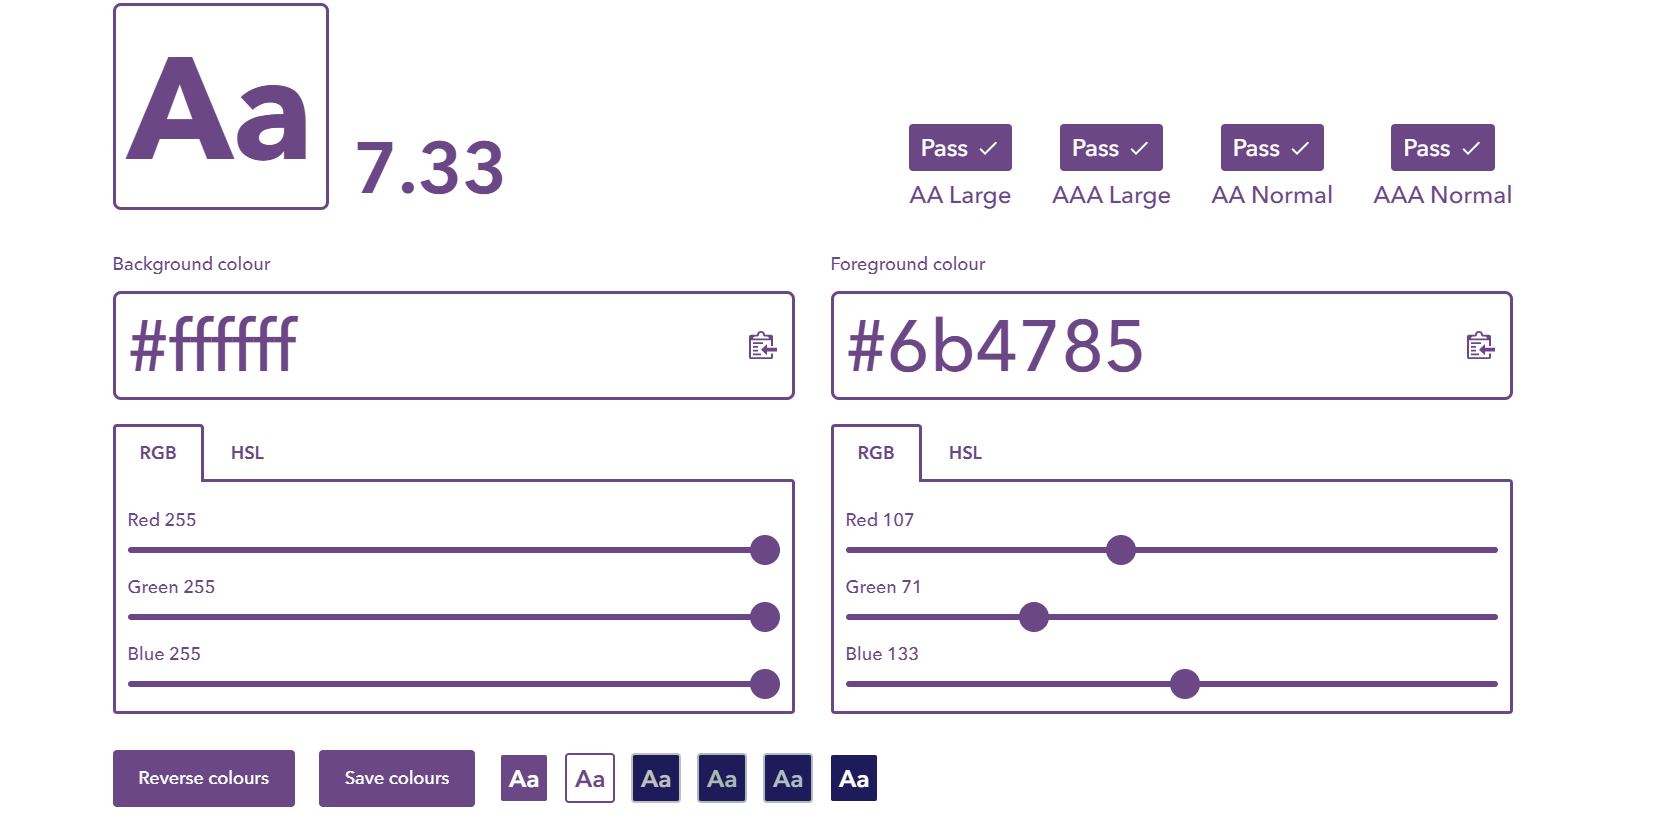 Aa
7.33
Pass Pass Pass Pass
AA Large AAA Large AA Normal AAA Normal
Background colour
#ffffff
Foreground colour
#6b4785
RGB HSL
Red 255
Green 255
Blue 255
RGB HSL
Red 107
Green 71
Blue 133
Reverse colours Save colours Aa Aa Aa Aa Aa Aa